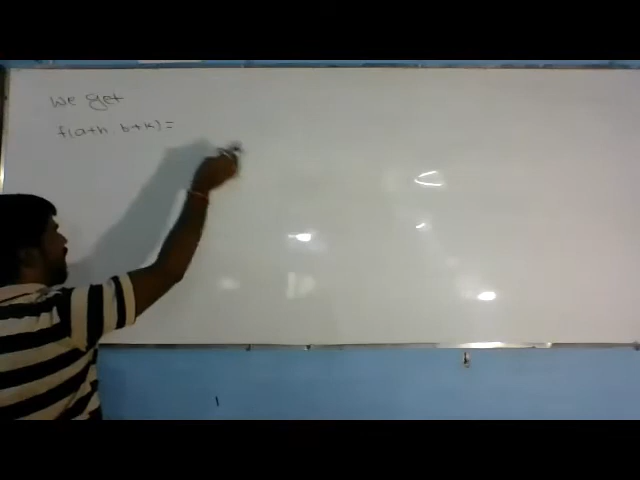 We get
f(a+h, b+k) =